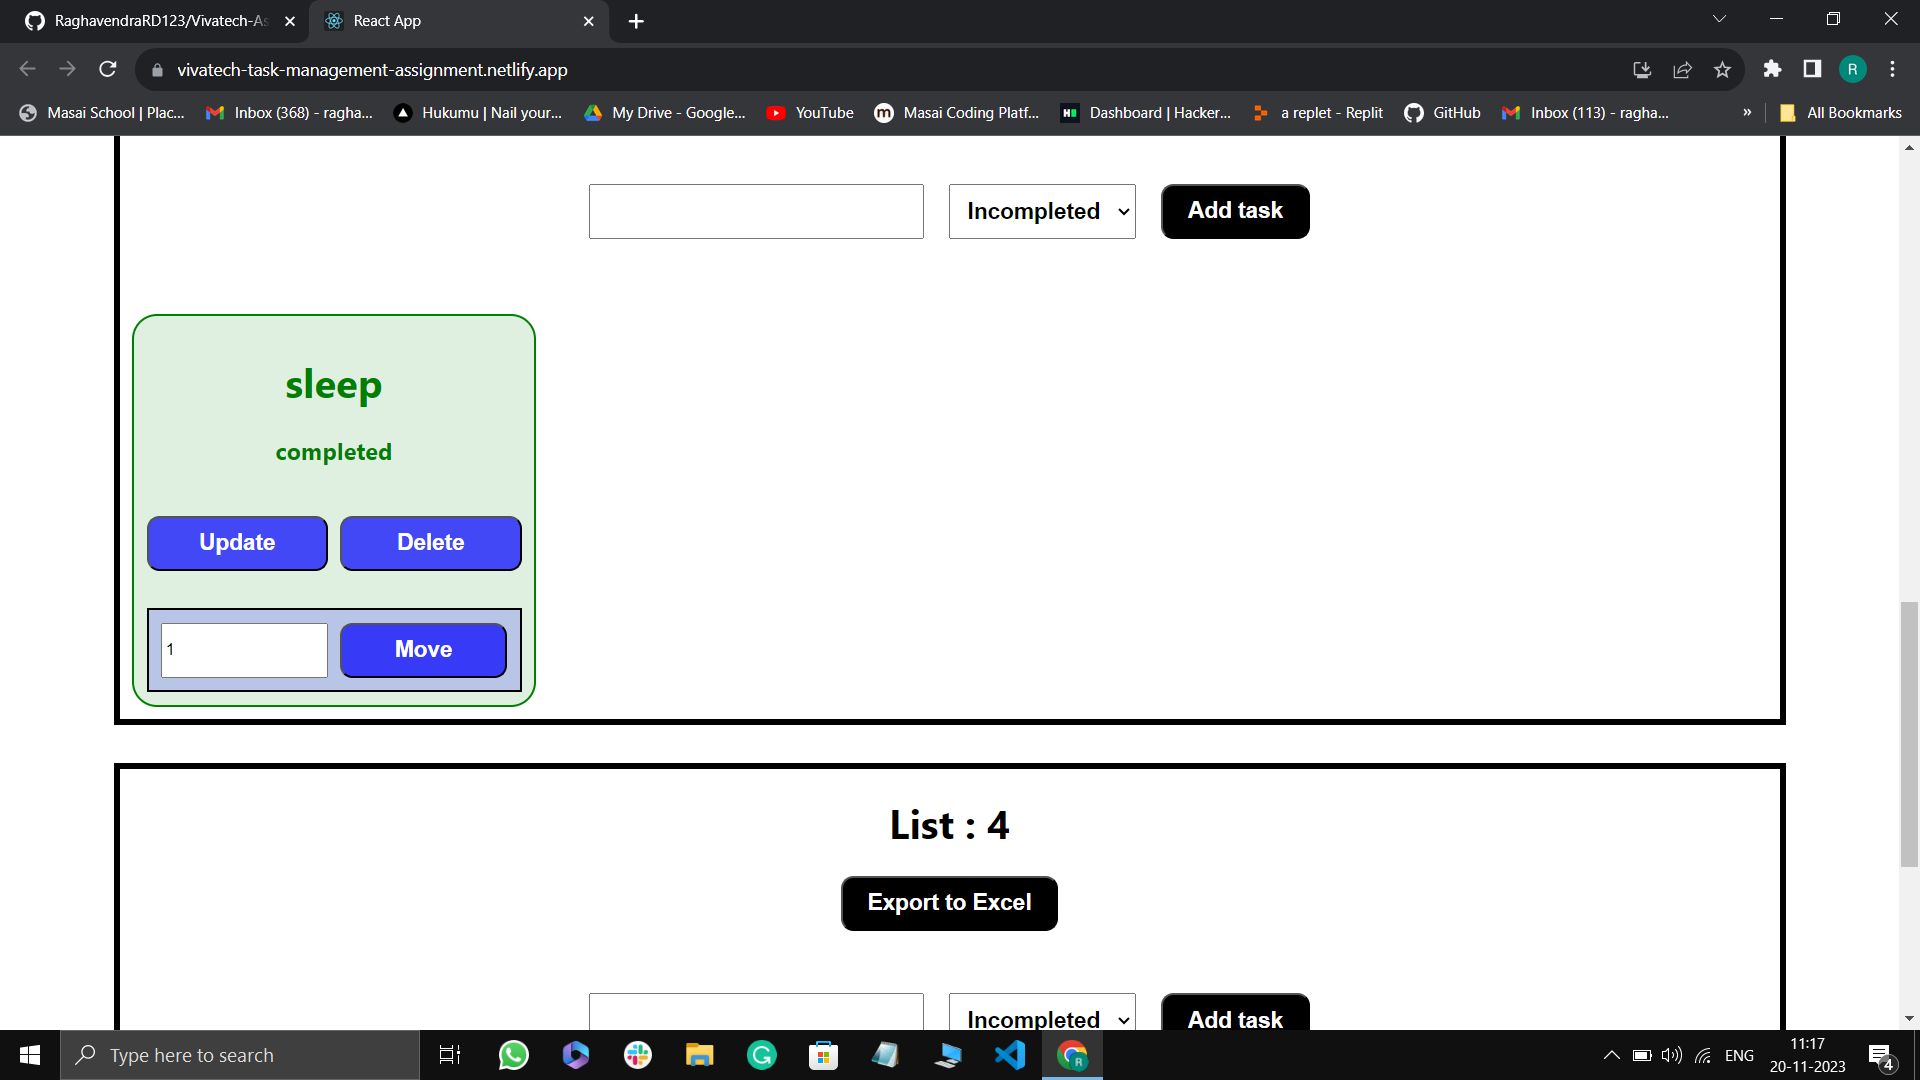 RaghavendraRD123/Vivatech-As
React App
vivatech-task-management-assignment.netlify.app
R
Masai School | Plac...
Inbox (368) - ragha...
Hukumu | Nail your...
My Drive - Google...
YouTube
Masai Coding Platf...
Dashboard | Hacker...
a replet - Replit
GitHub
Inbox (113) - ragha...
»
All Bookmarks
Incompleted
Add task
sleep
completed
Update
Delete
1
Move
List : 4
Export to Excel
Incompleted
Add task
Type here to search
ENG
11:17
20-11-2023
4